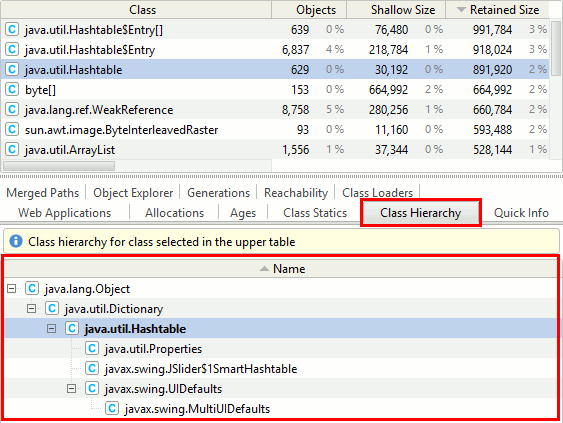 Class Objects Shallow Size Retained Size
C java.util.Hashtable$Entry[] 639 0 % 76,480 0 % 991,784 3 %
C java.util.Hashtable$Entry 6,837 4 % 218,784 1 % 918,024 3 %
C java.util.Hashtable 629 0 % 30,192 0 % 891,920 2 %
C byte[] 153 0 % 664,992 2 % 664,992 2 %
C java.lang.ref.WeakReference 8,758 5 % 280,256 1 % 660,784 2 %
C sun.awt.image.ByteInterleavedRaster 93 0 % 11,160 0 % 593,488 2 %
C java.util.ArrayList 1,556 1 % 37,344 0 % 528,144 1 %
Merged Paths Object Explorer Generations Reachability Class Loaders
Web Applications Allocations Ages Class Statics Class Hierarchy Quick Info
i Class hierarchy for class selected in the upper table
Name
C java.lang.Object
C java.util.Dictionary
C java.util.Hashtable
C java.util.Properties
C javax.swing.JSlider$1SmartHashtable
C javax.swing.UIDefaults
C javax.swing.MultiUIDefaults